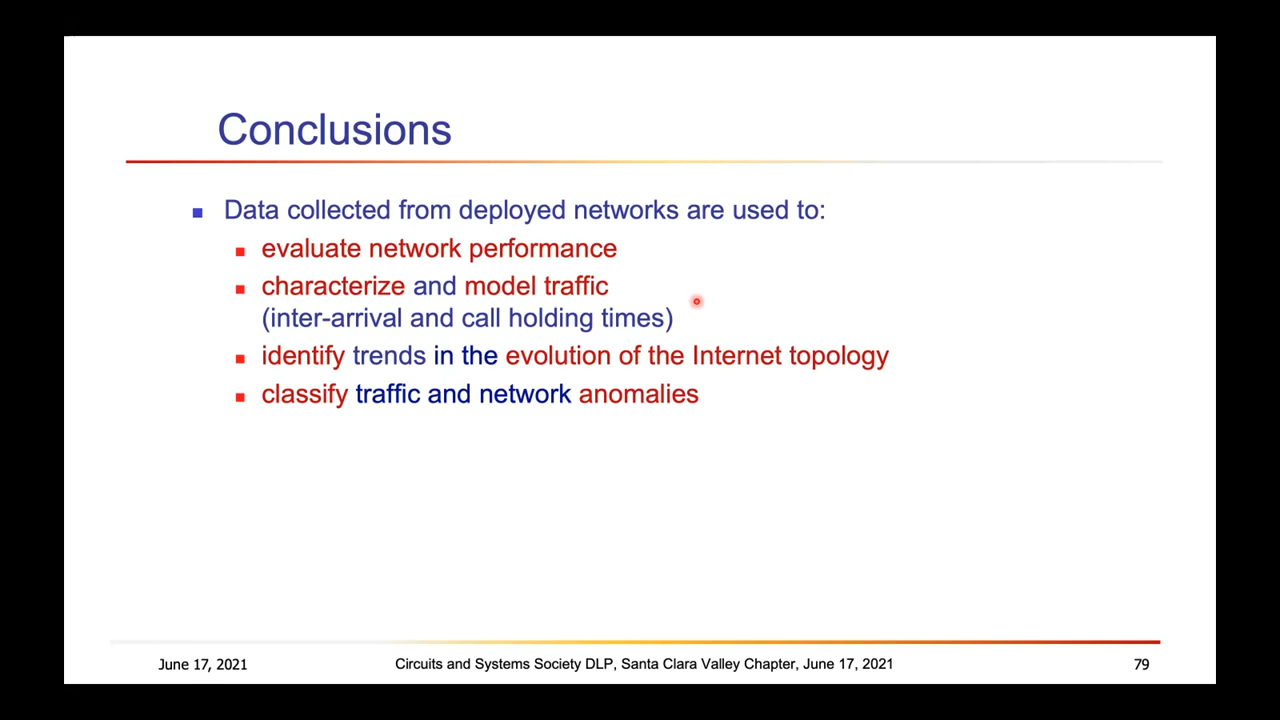 Conclusions
Data collected from deployed networks are used to:
evaluate network performance
characterize and model traffic
(inter-arrival and call holding times)
identify trends in the evolution of the Internet topology
classify traffic and network anomalies
June 17, 2021
Circuits and Systems Society DLP, Santa Clara Valley Chapter, June 17, 2021
79